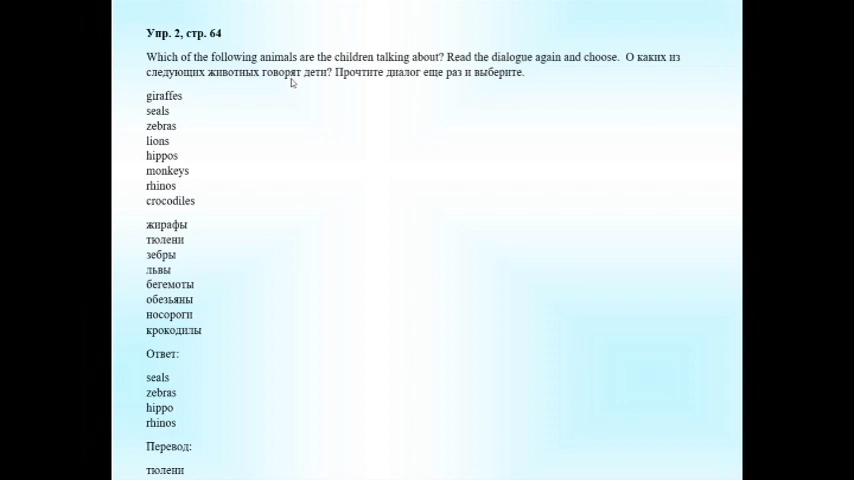 Упр. 2, стр. 64
Which of the following animals are the children talking about? Read the dialogue again and choose.  О каких из
следующих животных говорят дети? Прочтите диалог еще раз и выберите.
giraffes
seals
zebras
lions
hippos
monkeys
rhinos
crocodiles
жирафы
тюлени
зебры
львы
бегемоты
обезьяны
носороги
крокодилы
Ответ:
seals
zebras
hippo
rhinos
Перевод:
тюлени